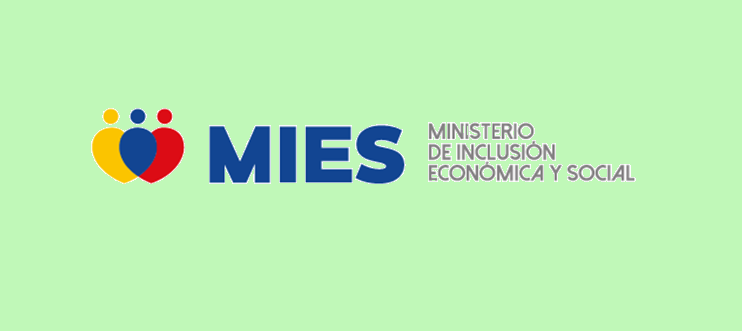 MIES
MINISTERIO
DE INCLUSIÓN
ECONÓMICA Y SOCIAL